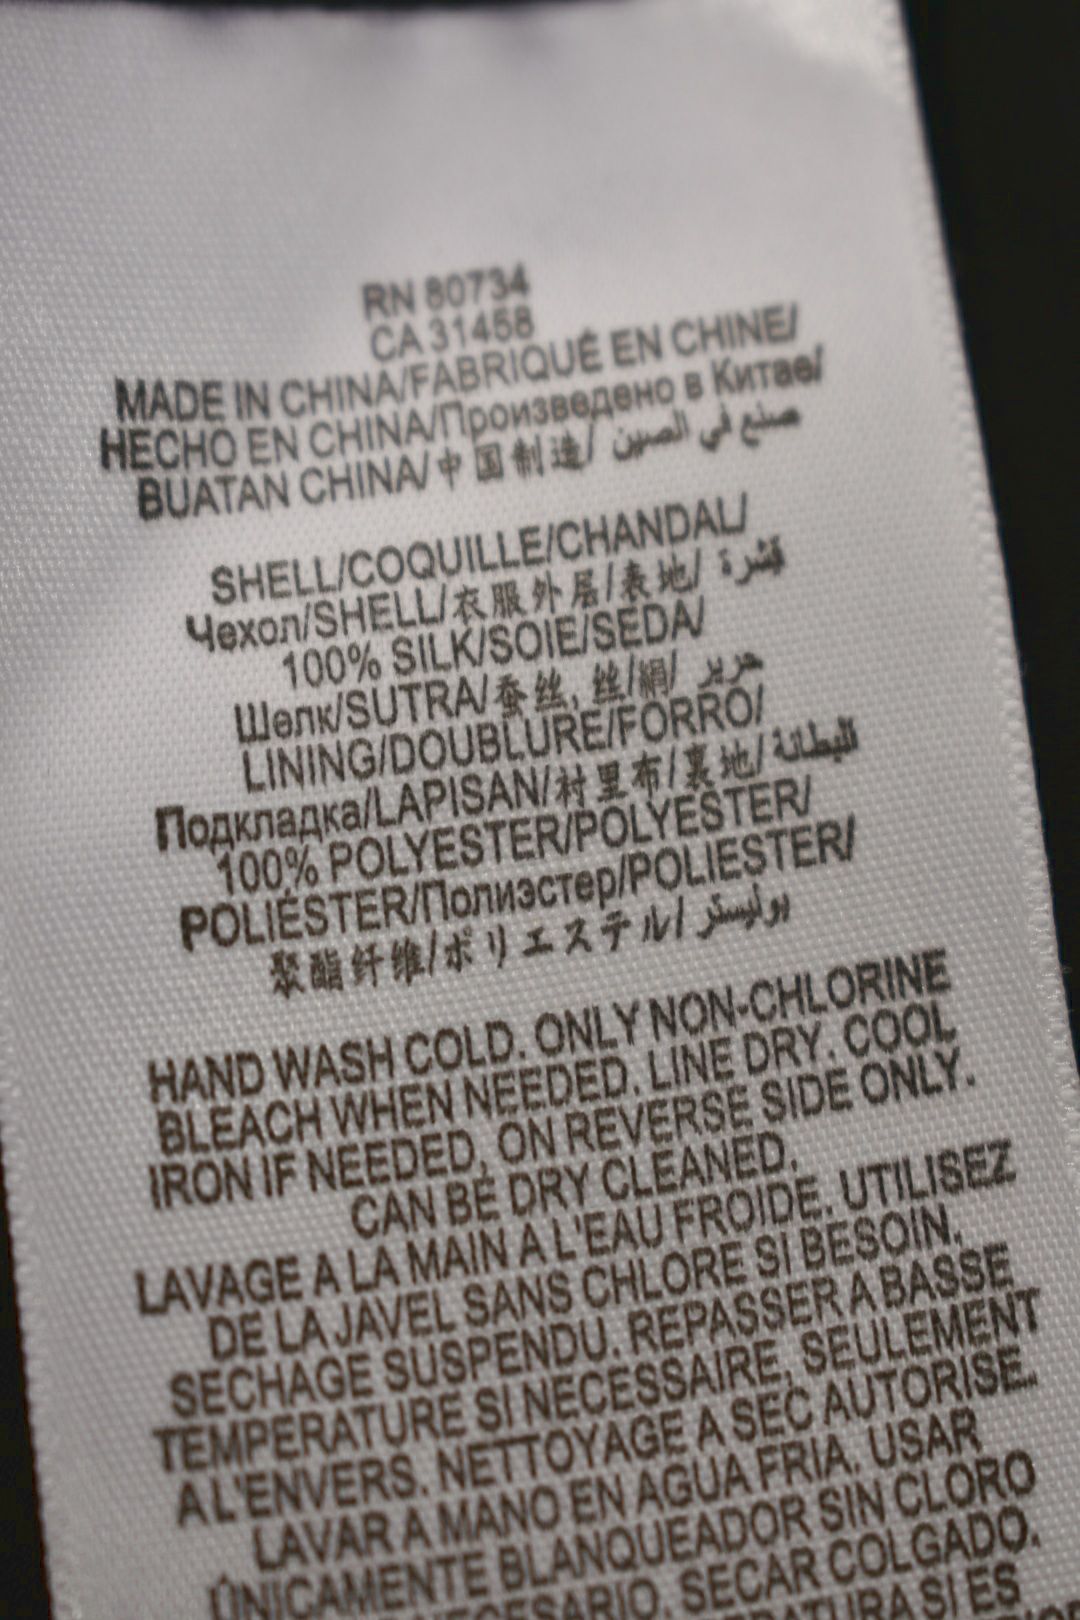 RN 80734
CA 31458
MADE IN CHINA/FABRIQUÉ EN CHINE/
HECHO EN CHINA/Произведено в Китае/
BUATAN CHINA/中国制造/ صنع في الصين
SHELL/COQUILLE/CHANDAL/
Чехол/SHELL/衣服外层/表地/ قشرة
100% SILK/SOIE/SEDA/
Шелк/SUTRA/蚕丝, 丝/絹/ حرير
LINING/DOUBLURE/FORRO/
Подкладка/LAPISAN/衬里布/裏地/ البطانة
100% POLYESTER/POLYESTER/
POLIÉSTER/Полиэстер/POLIESTER/
聚酯纤维/ポリエステル/ بوليستر
HAND WASH COLD. ONLY NON-CHLORINE
BLEACH WHEN NEEDED. LINE DRY. COOL
IRON IF NEEDED. ON REVERSE SIDE ONLY.
CAN BE DRY CLEANED.
LAVAGE A LA MAIN A L'EAU FROIDE. UTILISEZ
DE LA JAVEL SANS CHLORE SI BESOIN.
SECHAGE SUSPENDU. REPASSER A BASSE
TEMPERATURE SI NECESSAIRE, SEULEMENT
A L'ENVERS. NETTOYAGE A SEC AUTORISE.
LAVAR A MANO EN AGUA FRIA. USAR
ÚNICAMENTE BLANQUEADOR SIN CLORO
SECAR COLGADO.
SI ES